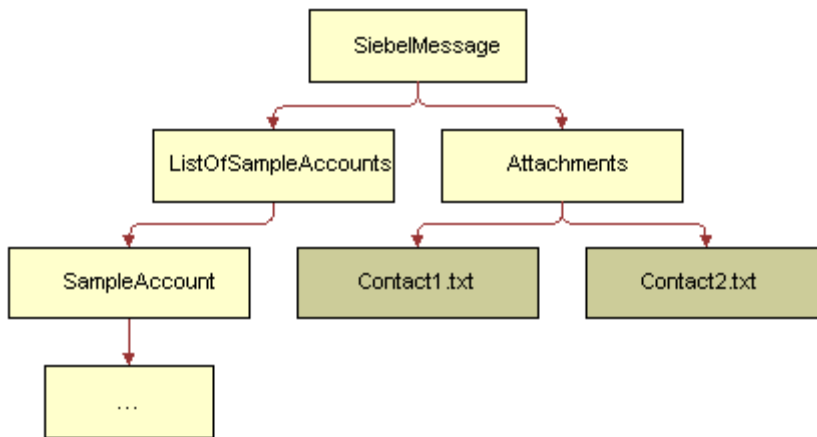 SiebelMessage
ListOfSampleAccounts
Attachments
SampleAccount
Contact1.txt
Contact2.txt
...